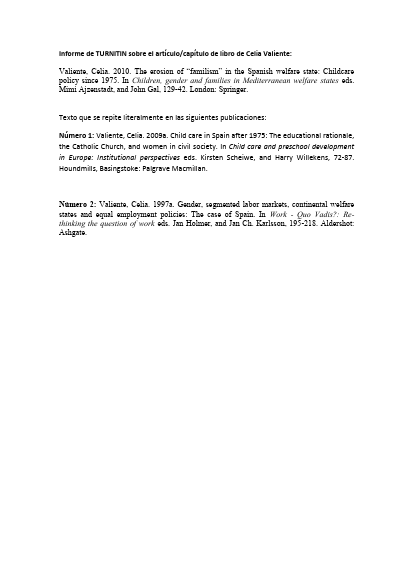 Informe de TURNITIN sobre el artículo/capítulo de libro de Celia Valiente:
Valiente, Celia. 2010. The erosion of “familism” in the Spanish welfare state: Childcare
policy since 1975. In Children, gender and families in Mediterranean welfare states eds.
Mimi Ajzenstadt, and John Gal, 129-42. London: Springer.
Texto que se repite literalmente en las siguientes publicaciones:
Número 1: Valiente, Celia. 2009a. Child care in Spain after 1975: The educational rationale,
the Catholic Church, and women in civil society. In Child care and preschool development
in Europe: Institutional perspectives eds. Kirsten Scheiwe, and Harry Willekens, 72-87.
Houndmills, Basingstoke: Palgrave Macmillan.
Número 2: Valiente, Celia. 1997a. Gender, segmented labor markets, continental welfare
states and equal employment policies: The case of Spain. In Work - Quo Vadis?: Re-
thinking the question of work eds. Jan Holmer, and Jan Ch. Karlsson, 195-218. Aldershot:
Ashgate.